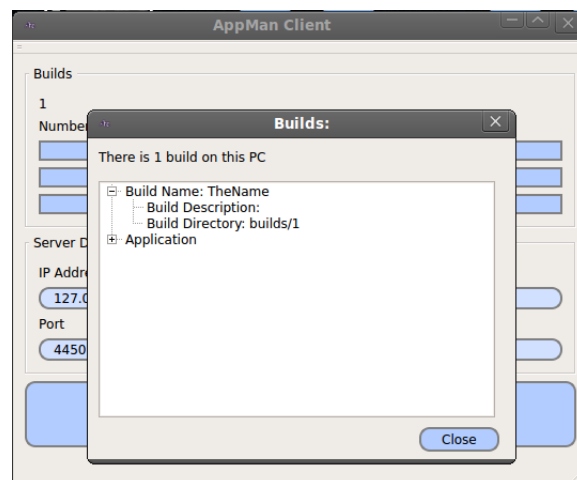 AppMan Client
Builds
1
Number
Builds:
There is 1 build on this PC
Build Name: TheName
Build Description:
Build Directory: builds/1
Application
Server D
IP Addre
127.0
Port
4450
Close